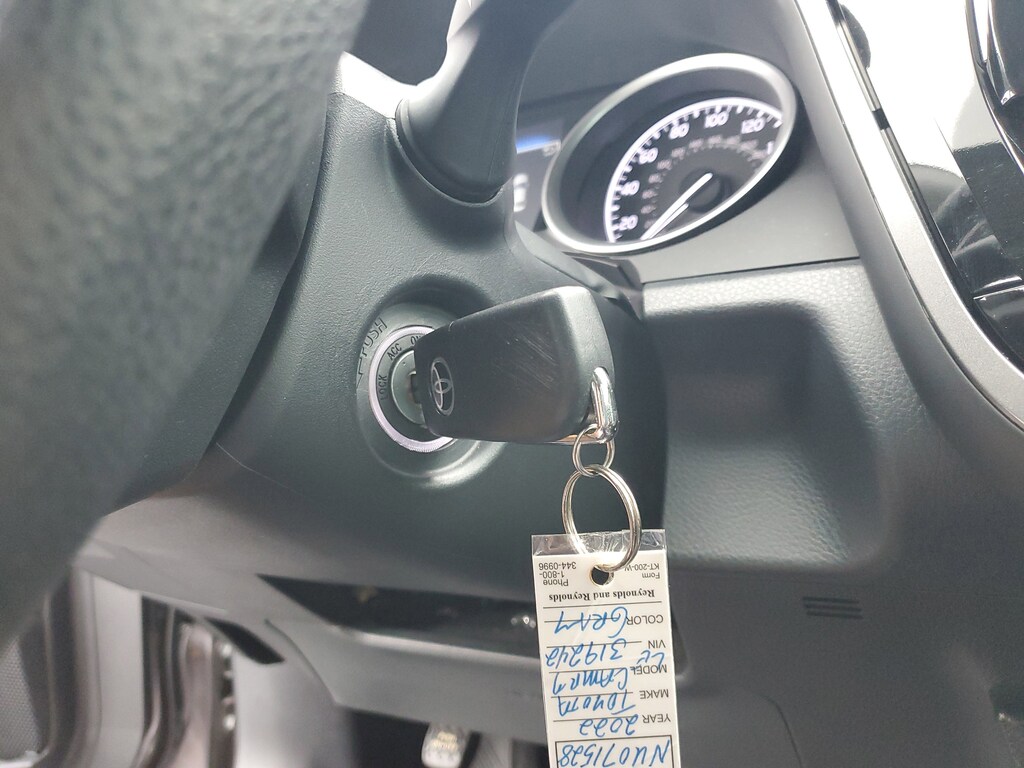 20
40
60
80
100
120
PUSH
LOCK
ACC
ON
NU071528
YEAR 2022
MAKE TOYOTA
MODEL CAMRY LE
VIN 319242
COLOR GRAY
Reynolds and Reynolds
Form KT-200-W
Phone 1-800-344-0996